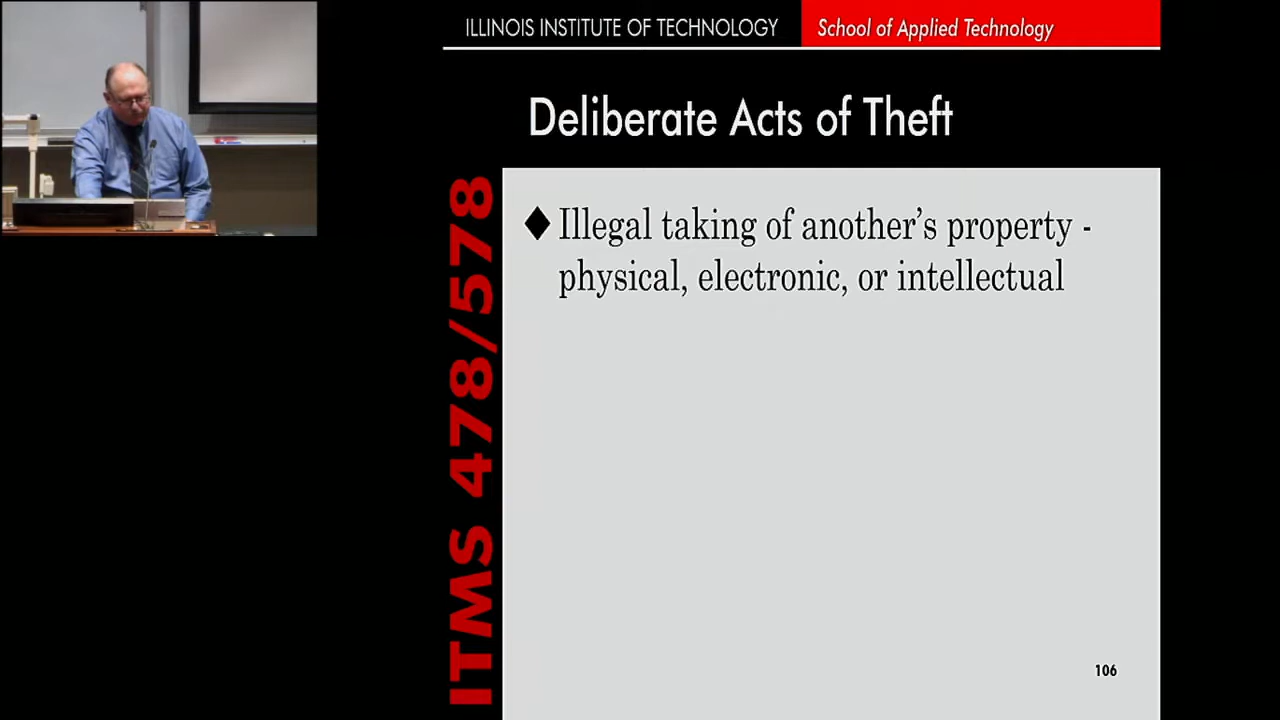 ILLINOIS INSTITUTE OF TECHNOLOGY School of Applied Technology
Deliberate Acts of Theft
ITMS 478/578
♦ Illegal taking of another’s property -
physical, electronic, or intellectual
106